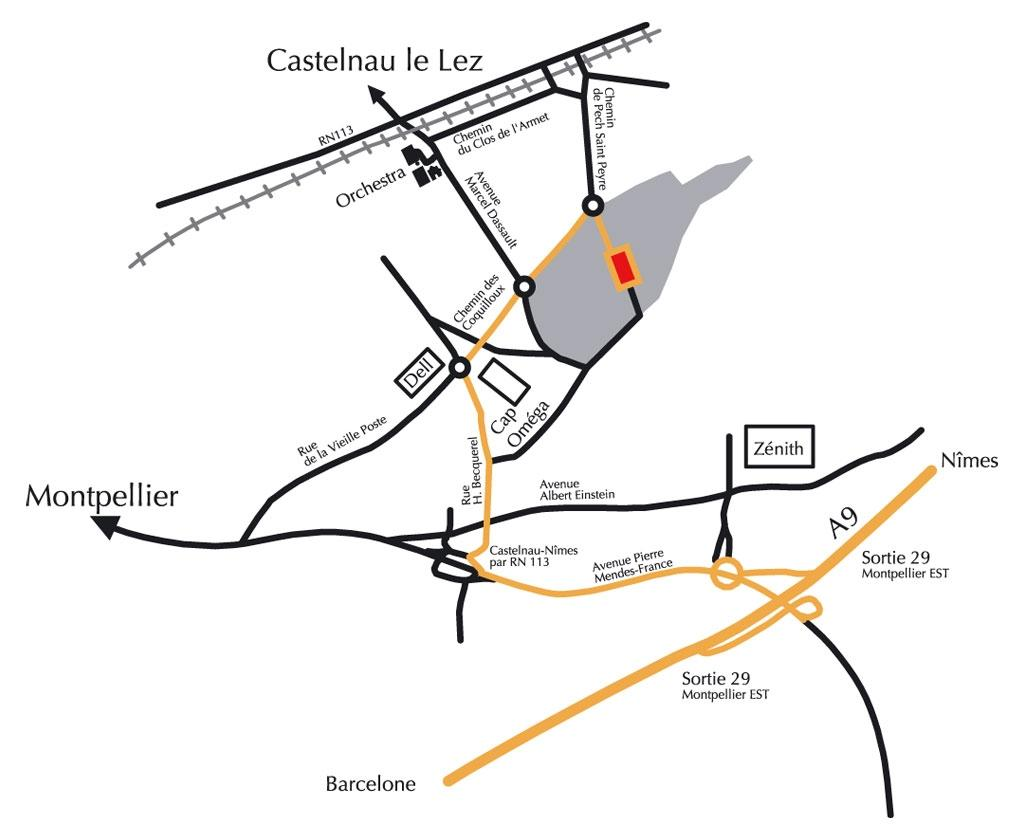 Castelnau le Lez
RN113
Chemin
du Clos de l'Armet
Chemin
de Pech Saint Peyre
Orchestra
Avenue
Marcel Dassault
Chemin des
Coquilloux
Dell
Cap
Oméga
Rue
de la Vieille Poste
Rue
H. Becquerel
Zénith
Nîmes
Montpellier
Avenue
Albert Einstein
A9
Castelnau-Nîmes
par RN 113
Avenue Pierre
Mendes-France
Sortie 29
Montpellier EST
Sortie 29
Montpellier EST
Barcelone